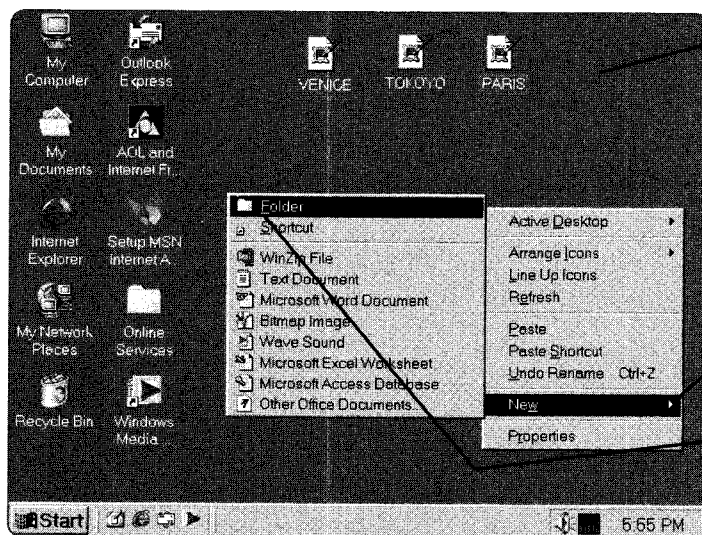 My
Computer
Outlook
Express
VENICE
TOKOYO
PARIS
My
Documents
AOL and
Internet Fr...
Internet
Explorer
Setup MSN
Internet A...
My Network
Places
Online
Services
Recycle Bin
Windows
Media ...
Folder
Shortcut
WinZip File
Text Document
Microsoft Word Document
Bitmap Image
Wave Sound
Microsoft Excel Worksheet
Microsoft Access Database
Other Office Documents...
Active Desktop
Arrange Icons
Line Up Icons
Refresh
Paste
Paste Shortcut
Undo Rename Ctrl+Z
New
Properties
Start
5:55 PM